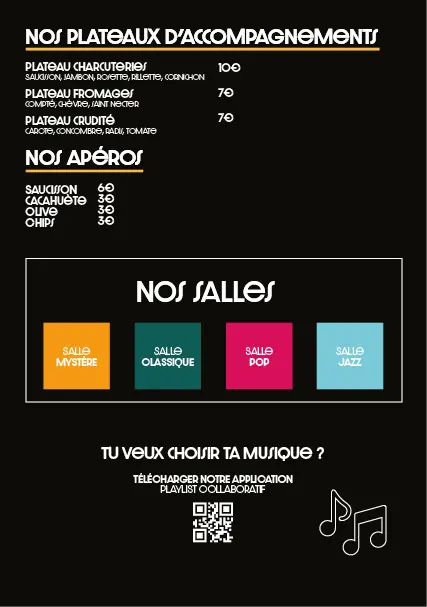 NOS PLATEAUX D'ACCOMPAGNEMENTS
PLATEAU CHARCUTERIES 10€
SAUCISSON, JAMBON, ROSETTE, RILLETTE, CORNICHON
PLATEAU FROMAGES 7€
COMPTÉ, CHÈVRE, SAINT NECTER
PLATEAU CRUDITÉ 7€
CAROTE, CONCOMBRE, RADIS, TOMATE
NOS APÉROS
SAUCISSON 6€
CACAHUÈTE 3€
OLIVE 3€
CHIPS 3€
NOS SALLES
SALLE MYSTÈRE
SALLE CLASSIQUE
SALLE POP
SALLE JAZZ
TU VEUX CHOISIR TA MUSIQUE ?
TÉLÉCHARGER NOTRE APPLICATION
PLAYLIST COLLABORATIF